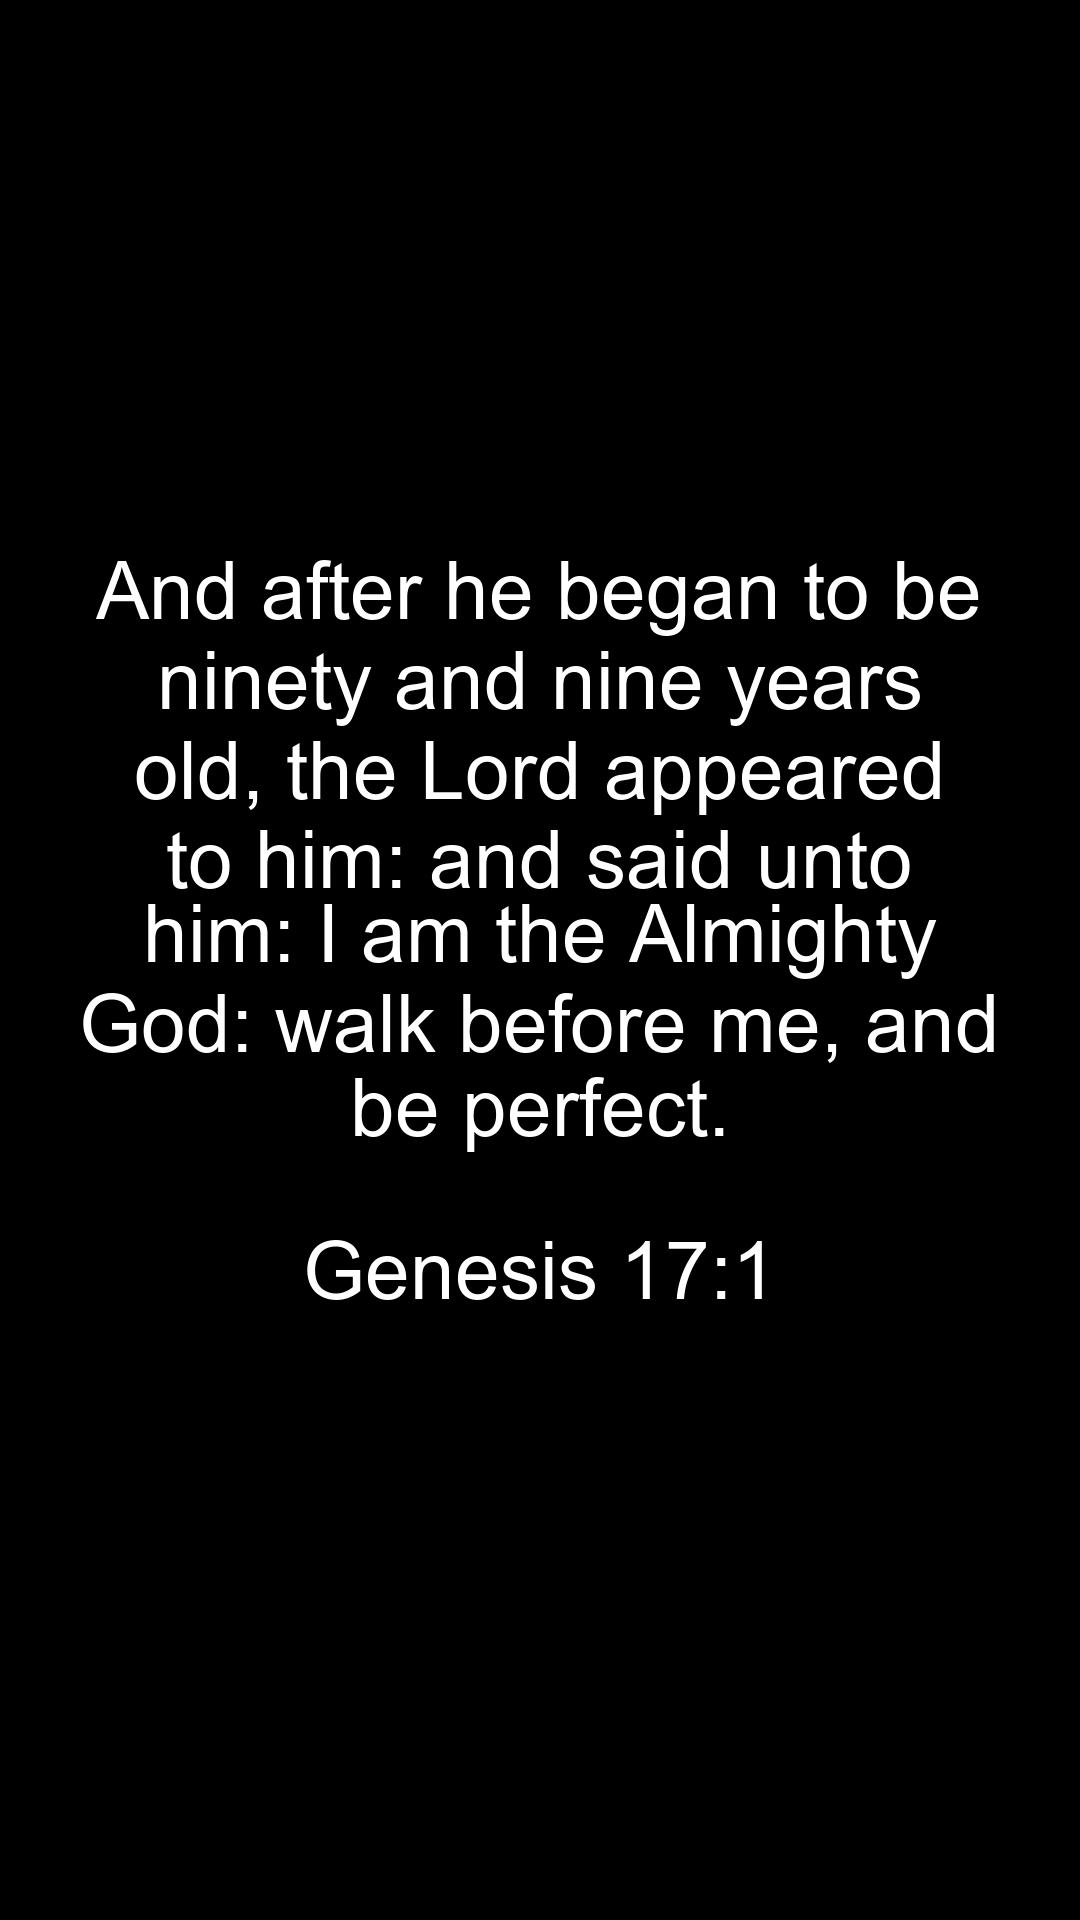 And after he began to be
ninety and nine years
old, the Lord appeared
to him: and said unto
him: I am the Almighty
God: walk before me, and
be perfect.
Genesis 17:1